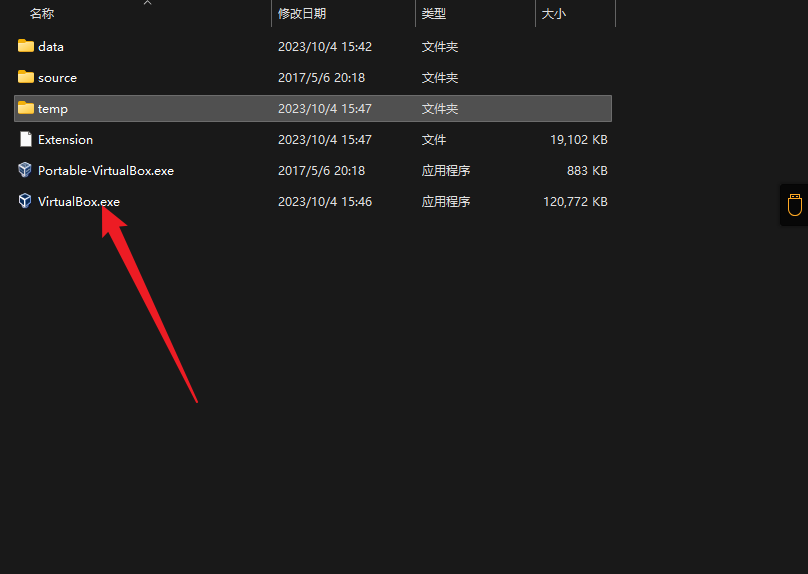 名称 修改日期 类型 大小
data 2023/10/4 15:42 文件夹
source 2017/5/6 20:18 文件夹
temp 2023/10/4 15:47 文件夹
Extension 2023/10/4 15:47 文件 19,102 KB
Portable-VirtualBox.exe 2017/5/6 20:18 应用程序 883 KB
VirtualBox.exe 2023/10/4 15:46 应用程序 120,772 KB